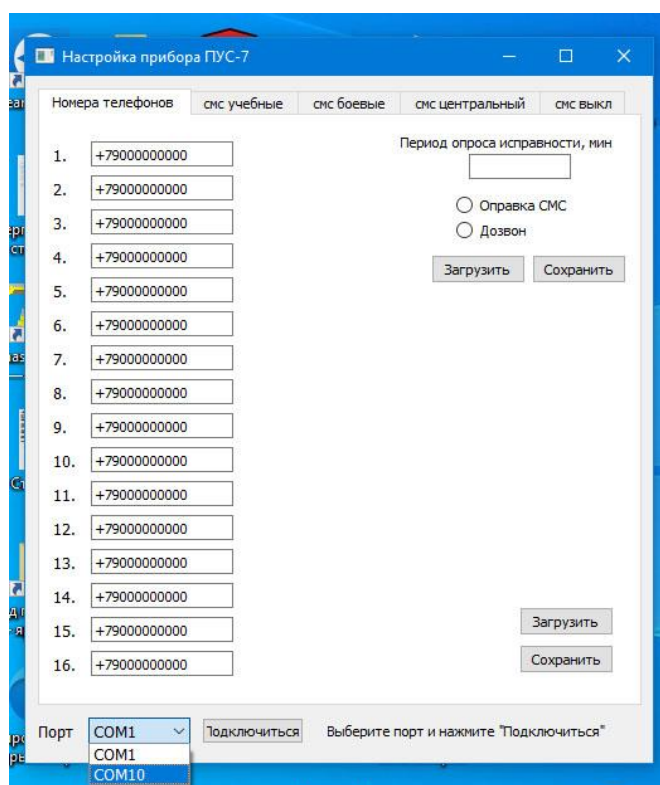 Настройка прибора ПУС-7
Номера телефонов смс учебные смс боевые смс центральный смс выкл
Период опроса исправности, мин
1. +79000000000
2. +79000000000
Оправка СМС
3. +79000000000
Дозвон
4. +79000000000
Загрузить Сохранить
5. +79000000000
6. +79000000000
7. +79000000000
8. +79000000000
9. +79000000000
10. +79000000000
11. +79000000000
12. +79000000000
13. +79000000000
14. +79000000000
15. +79000000000
Загрузить
16. +79000000000
Сохранить
Порт COM1 Подключиться Выберите порт и нажмите "Подключиться"
COM1
COM10